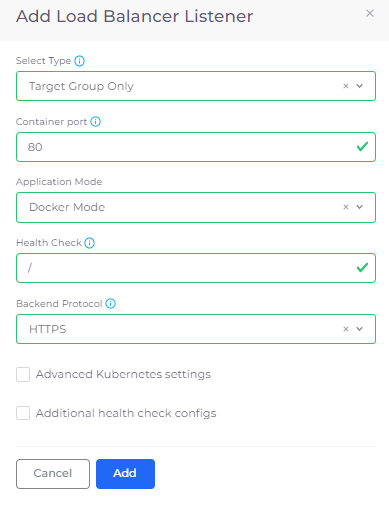 Add Load Balancer Listener
×
Select Type
Target Group Only
Container port
80
Application Mode
Docker Mode
Health Check
/
Backend Protocol
HTTPS
Advanced Kubernetes settings
Additional health check configs
Cancel
Add